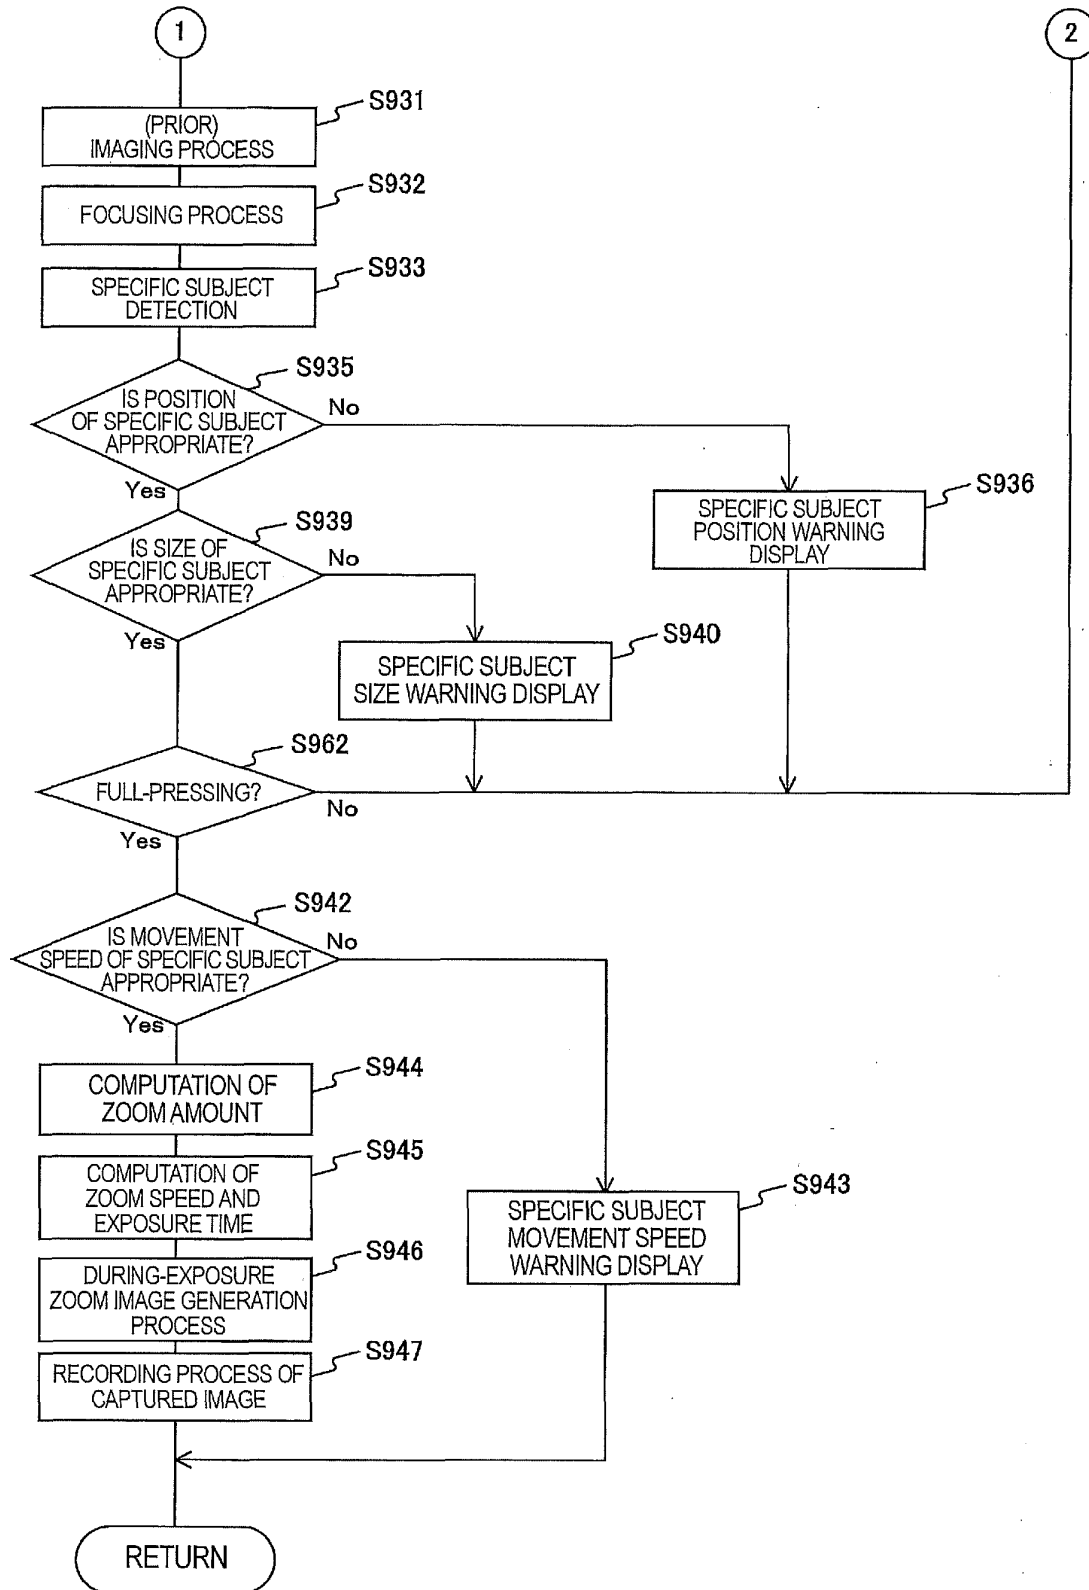 1
2
S931
(PRIOR)
IMAGING PROCESS
S932
FOCUSING PROCESS
S933
SPECIFIC SUBJECT
DETECTION
S935
IS POSITION
OF SPECIFIC SUBJECT
APPROPRIATE?
No
Yes
S936
SPECIFIC SUBJECT
POSITION WARNING
DISPLAY
S939
IS SIZE OF
SPECIFIC SUBJECT
APPROPRIATE?
No
Yes
S940
SPECIFIC SUBJECT
SIZE WARNING DISPLAY
S962
FULL-PRESSING?
No
Yes
S942
IS MOVEMENT
SPEED OF SPECIFIC SUBJECT
APPROPRIATE?
No
Yes
S944
COMPUTATION OF
ZOOM AMOUNT
S945
COMPUTATION OF
ZOOM SPEED AND
EXPOSURE TIME
S943
SPECIFIC SUBJECT
MOVEMENT SPEED
WARNING DISPLAY
S946
DURING-EXPOSURE
ZOOM IMAGE GENERATION
PROCESS
S947
RECORDING PROCESS OF
CAPTURED IMAGE
RETURN